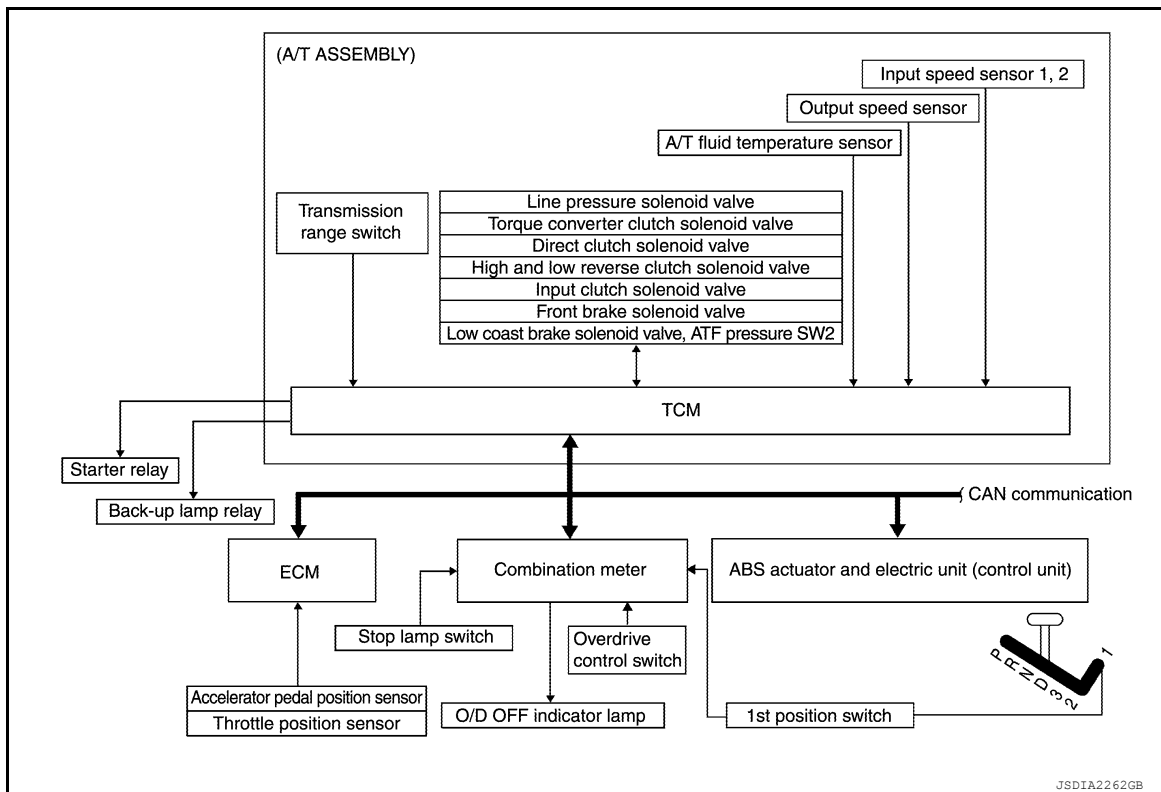 (A/T ASSEMBLY)
Input speed sensor 1, 2
Output speed sensor
A/T fluid temperature sensor
Transmission
range switch
Line pressure solenoid valve
Torque converter clutch solenoid valve
Direct clutch solenoid valve
High and low reverse clutch solenoid valve
Input clutch solenoid valve
Front brake solenoid valve
Low coast brake solenoid valve, ATF pressure SW2
TCM
Starter relay
Back-up lamp relay
CAN communication
ECM
Combination meter
ABS actuator and electric unit (control unit)
Stop lamp switch
Overdrive
control switch
Accelerator pedal position sensor
Throttle position sensor
O/D OFF indicator lamp
1st position switch
P R N D 3 2 1
JSDIA2262GB